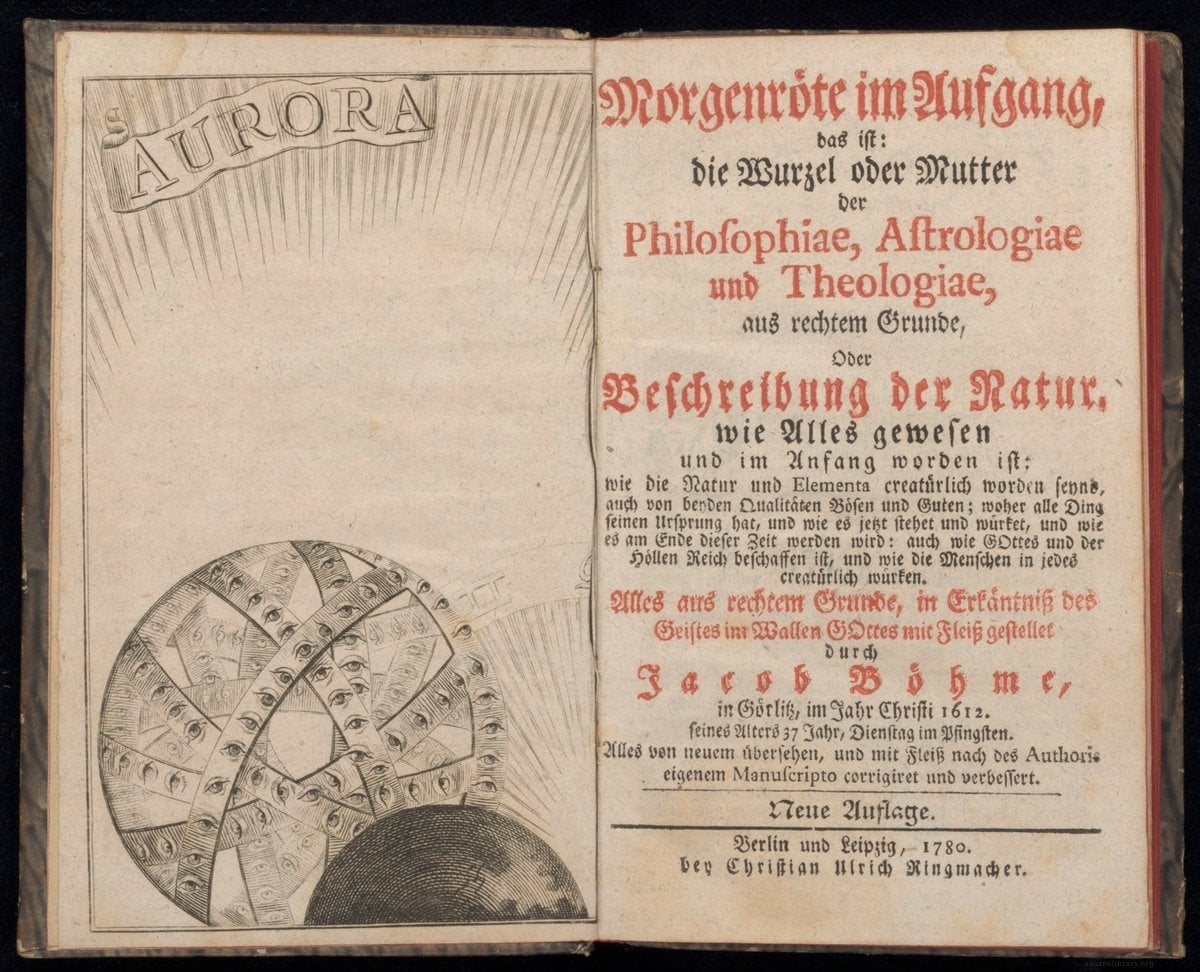 AURORA
Morgenröte im Aufgang,
das ist:
die Wurzel oder Mutter
der
Philoſophiae, Aſtrologiae
und Theologiae,
aus rechtem Grunde,
Oder
Beſchreibung der Natur,
wie Alles geweſen
und im Anfang worden iſt:
wie die Natur und Elementa creatürlich worden ſeynd,
auch von beyden Qualitäten Böſen und Guten; woher alle Ding
ſeinen Urſprung hat, und wie es jetzt ſtehet und würket, und wie
es am Ende dieſer Zeit werden wird: auch wie GOttes und der
Höllen Reich beſchaffen iſt, und wie die Menſchen in jedes
creatürlich würken.
Alles aus rechtem Grunde, in Erkäntniß des
Geiſtes im Wallen GOttes mit Fleiß geſtellet
durch
Jacob Böhme,
in Görlitz, im Jahr Chriſti 1612.
ſeines Alters 37 Jahr, Dienſtag im Pfingſten.
Alles von neuem überſehen, und mit Fleiß nach des Authoris
eigenem Manuſcripto corrigiret und verbeſſert.
Neue Auflage.
Berlin und Leipzig, 1780.
bey Chriſtian Ulrich Ringmacher.
sourcelibrary.org